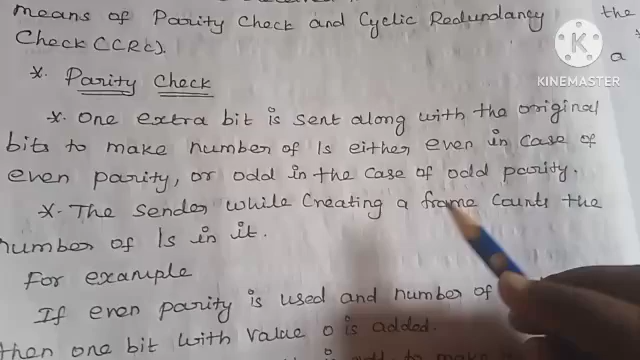 means of Parity Check and Cyclic Redundancy the
Check CCRC). a
K
KINEMASTER
*. Parity Check
*. One extra bit is sent along with the original
bits to make number of 1s either even in case of
even parity, or odd in the case of odd parity.
*. The Sender while Creating a frame Counts the
number of 1s in it.
For example
If even parity is used and number of
then one bit with value 0 is added.